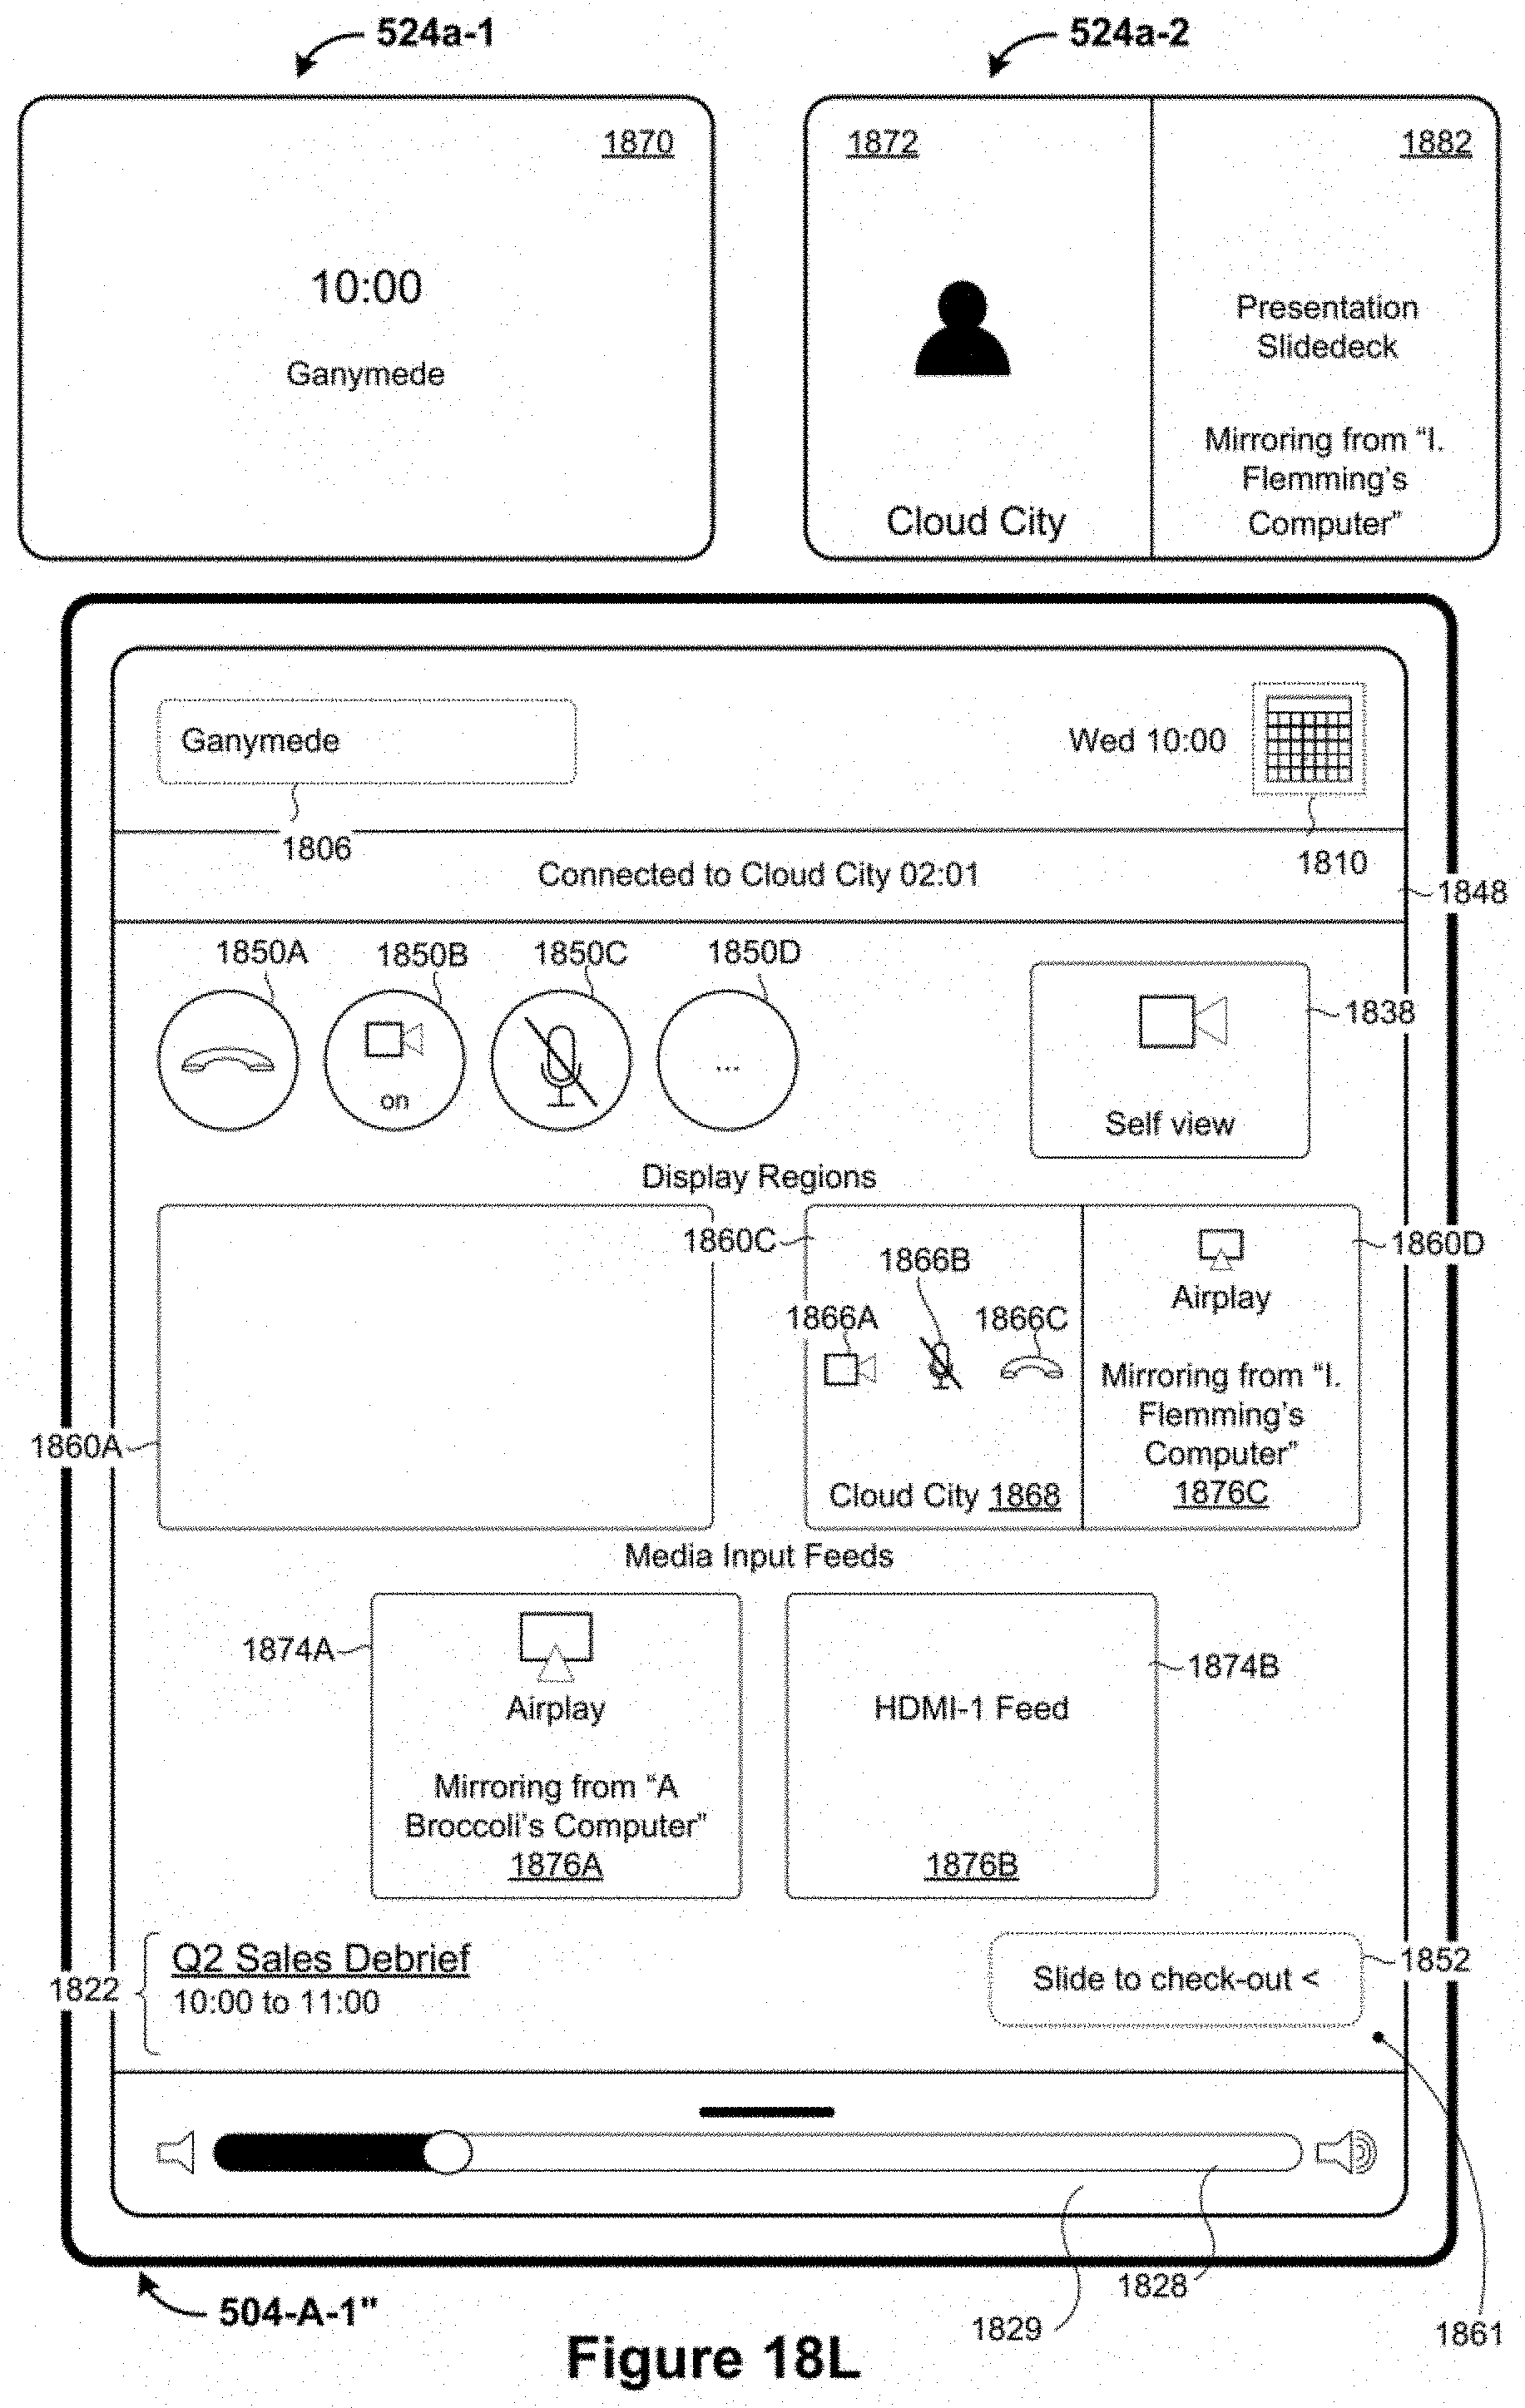 524a-1
524a-2
1870
10:00
Ganymede
1872
Cloud City
1882
Presentation
Slidedeck
Mirroring from “I.
Flemming’s
Computer”
Ganymede
Wed 10:00
1806
1810
Connected to Cloud City 02:01
1848
1850A
1850B
1850C
1850D
on
...
1838
Self view
Display Regions
1860A
1860C
1866B
1866A
1866C
Cloud City 1868
1860D
Airplay
Mirroring from “I.
Flemming’s
Computer”
1876C
Media Input Feeds
1874A
Airplay
Mirroring from “A
Broccoli’s Computer”
1876A
HDMI-1 Feed
1876B
1874B
1822
Q2 Sales Debrief
10:00 to 11:00
Slide to check-out <
1852
504-A-1"
1829
1828
1861
Figure 18L